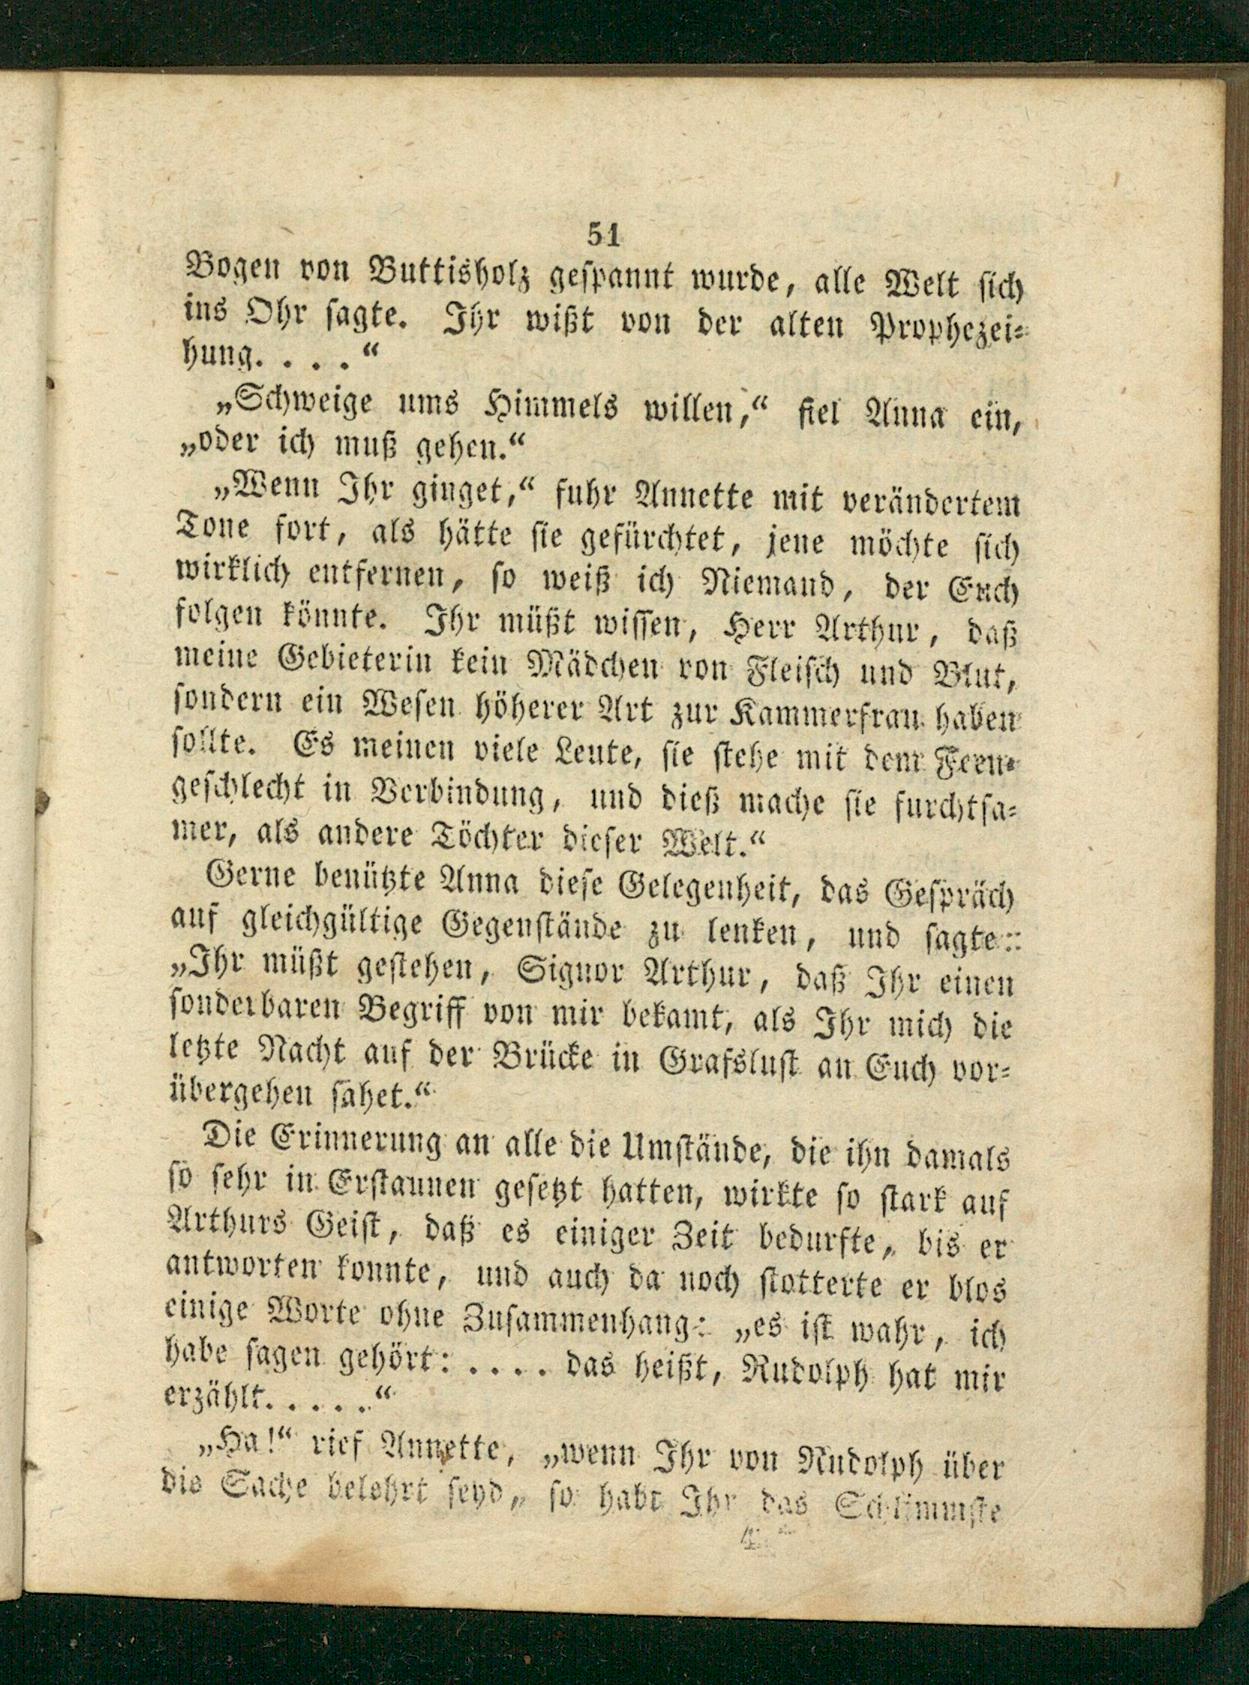 51
Bogen von Buttisholz gespannt wurde, alle Welt sich
ins Ohr sagte. Ihr wißt von der alten Prophezei-
hung. . . . “
„Schweige ums Himmels willen,“ fiel Anna ein,
„oder ich muß gehen.“
„Wenn Ihr ginget,“ fuhr Annette mit verändertem
Tone fort, als hätte sie gefürchtet, jene möchte sich
wirklich entfernen, so weiß ich Niemand, der Euch
folgen könnte. Ihr müßt wissen, Herr Arthur, daß
meine Gebieterin kein Mädchen von Fleisch und Blut,
sondern ein Wesen höherer Art zur Kammerfrau haben
sollte. Es meinen viele Leute, sie stehe mit dem Feen-
geschlecht in Verbindung, und dieß mache sie furchtsa-
mer, als andere Töchter dieser Welt.“
Gerne benützte Anna diese Gelegenheit, das Gespräch
auf gleichgültige Gegenstände zu lenken, und sagte:
„Ihr müßt gestehen, Signor Arthur, daß Ihr einen
sonderbaren Begriff von mir bekamt, als Ihr mich die
letzte Nacht auf der Brücke in Grafslust an Euch vor-
übergehen sahet.“
Die Erinnerung an alle die Umstände, die ihn damals
so sehr in Erstaunen gesetzt hatten, wirkte so stark auf
Arthurs Geist, daß es einiger Zeit bedurfte, bis er
antworten konnte, und auch da noch stotterte er blos
einige Worte ohne Zusammenhang: „es ist wahr, ich
habe sagen gehört: . . . . das heißt, Rudolph hat mir
erzählt. . . . . “
„Ha!“ rief Annette, „wenn Ihr von Rudolph über
die Sache belehrt seyd, so habt Ihr das Schlimmste
4 *